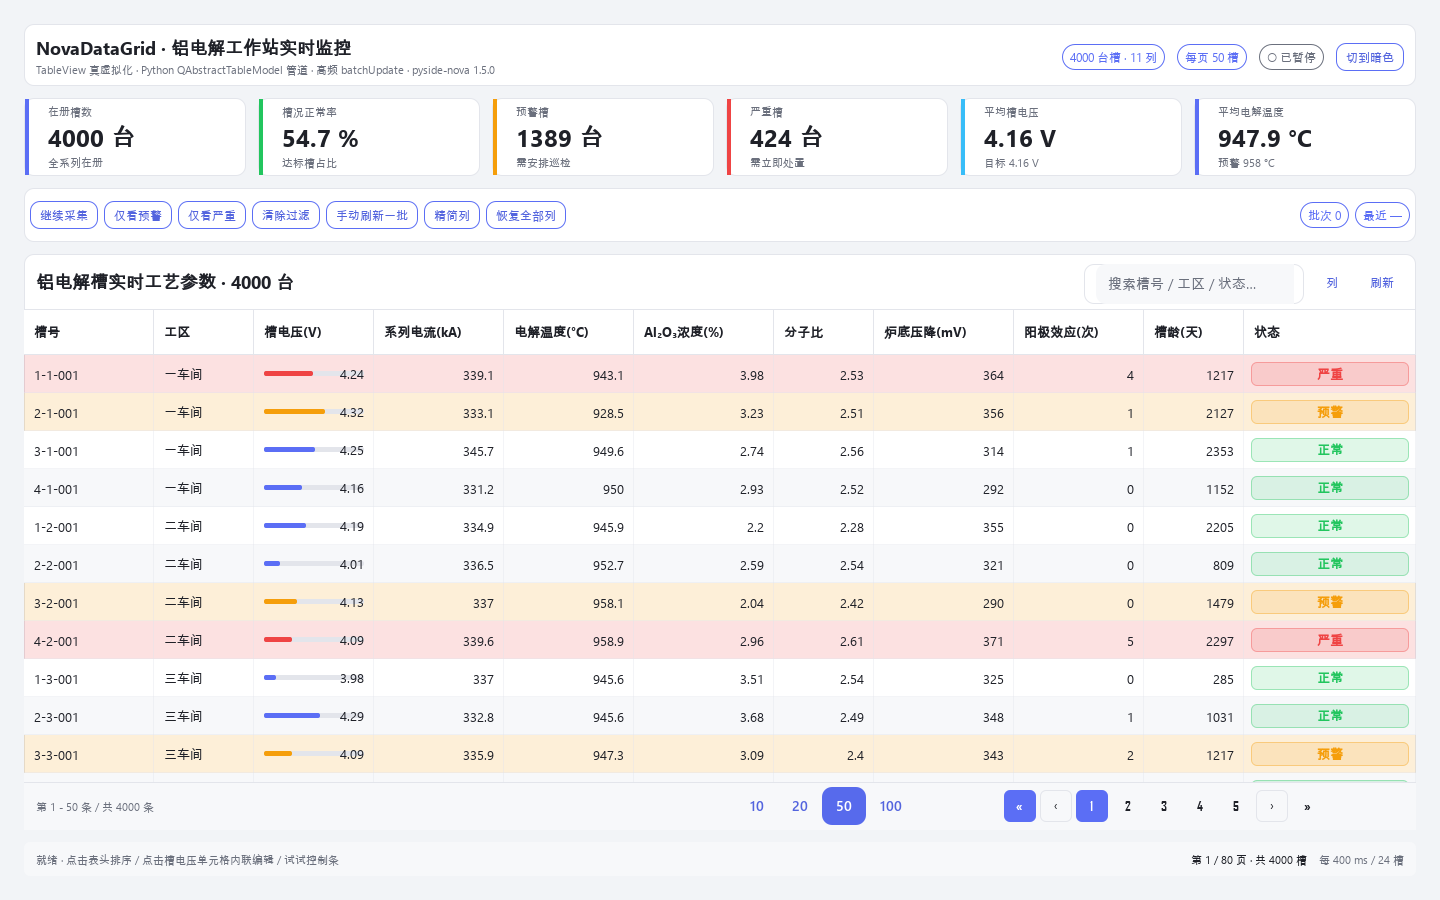 NovaDataGrid · 铝电解工作站实时监控
TableView 真虚拟化 · Python QAbstractTableModel 管道 · 高频 batchUpdate · pyside-nova 1.5.0
4000 台槽 · 11 列
每页 50 槽
○ 已暂停
切到暗色
在册槽数
4000 台
全系列在册
槽况正常率
54.7 %
达标槽占比
预警槽
1389 台
需安排巡检
严重槽
424 台
需立即处置
平均槽电压
4.16 V
目标 4.16 V
平均电解温度
947.9 °C
预警 958 °C
继续采集 仅看预警 仅看严重 清除过滤 手动刷新一批 精简列 恢复全部列 批次 0 最近 —
铝电解槽实时工艺参数 · 4000 台
搜索槽号 / 工区 / 状态...
列 刷新
槽号 工区 槽电压(V) 系列电流(kA) 电解温度(°C) Al₂O₃浓度(%) 分子比 炉底压降(mV) 阳极效应(次) 槽龄(天) 状态
1-1-001 一车间 4.24 339.1 943.1 3.98 2.53 364 4 1217 严重
2-1-001 一车间 4.32 333.1 928.5 3.23 2.51 356 1 2127 预警
3-1-001 一车间 4.25 345.7 949.6 2.74 2.56 314 1 2353 正常
4-1-001 一车间 4.16 331.2 950 2.93 2.52 292 0 1152 正常
1-2-001 二车间 4.19 334.9 945.9 2.2 2.28 355 0 2205 正常
2-2-001 二车间 4.01 336.5 952.7 2.59 2.54 321 0 809 正常
3-2-001 二车间 4.13 337 958.1 2.04 2.42 290 0 1479 预警
4-2-001 二车间 4.09 339.6 958.9 2.96 2.61 371 5 2297 严重
1-3-001 三车间 3.98 337 945.6 3.51 2.54 325 0 285 正常
2-3-001 三车间 4.29 332.8 945.6 3.68 2.49 348 1 1031 正常
3-3-001 三车间 4.09 335.9 947.3 3.09 2.4 343 2 1217 预警
第 1 - 50 条 / 共 4000 条
10 20 50 100
« ‹ 1 2 3 4 5 › »
就绪 · 点击表头排序 / 点击槽电压单元格内联编辑 / 试试控制条
第 1 / 80 页 · 共 4000 槽
每 400 ms / 24 槽